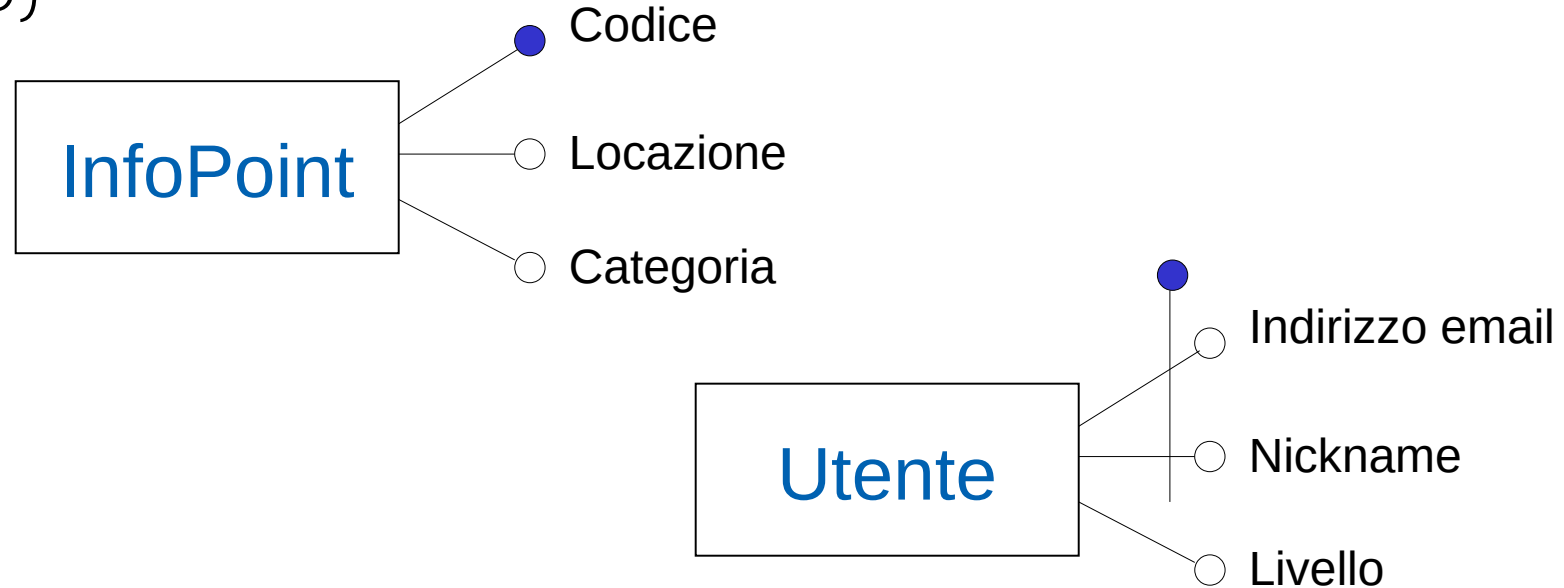 Codice
InfoPoint
Locazione
Categoria
Indirizzo email
Utente
Nickname
Livello